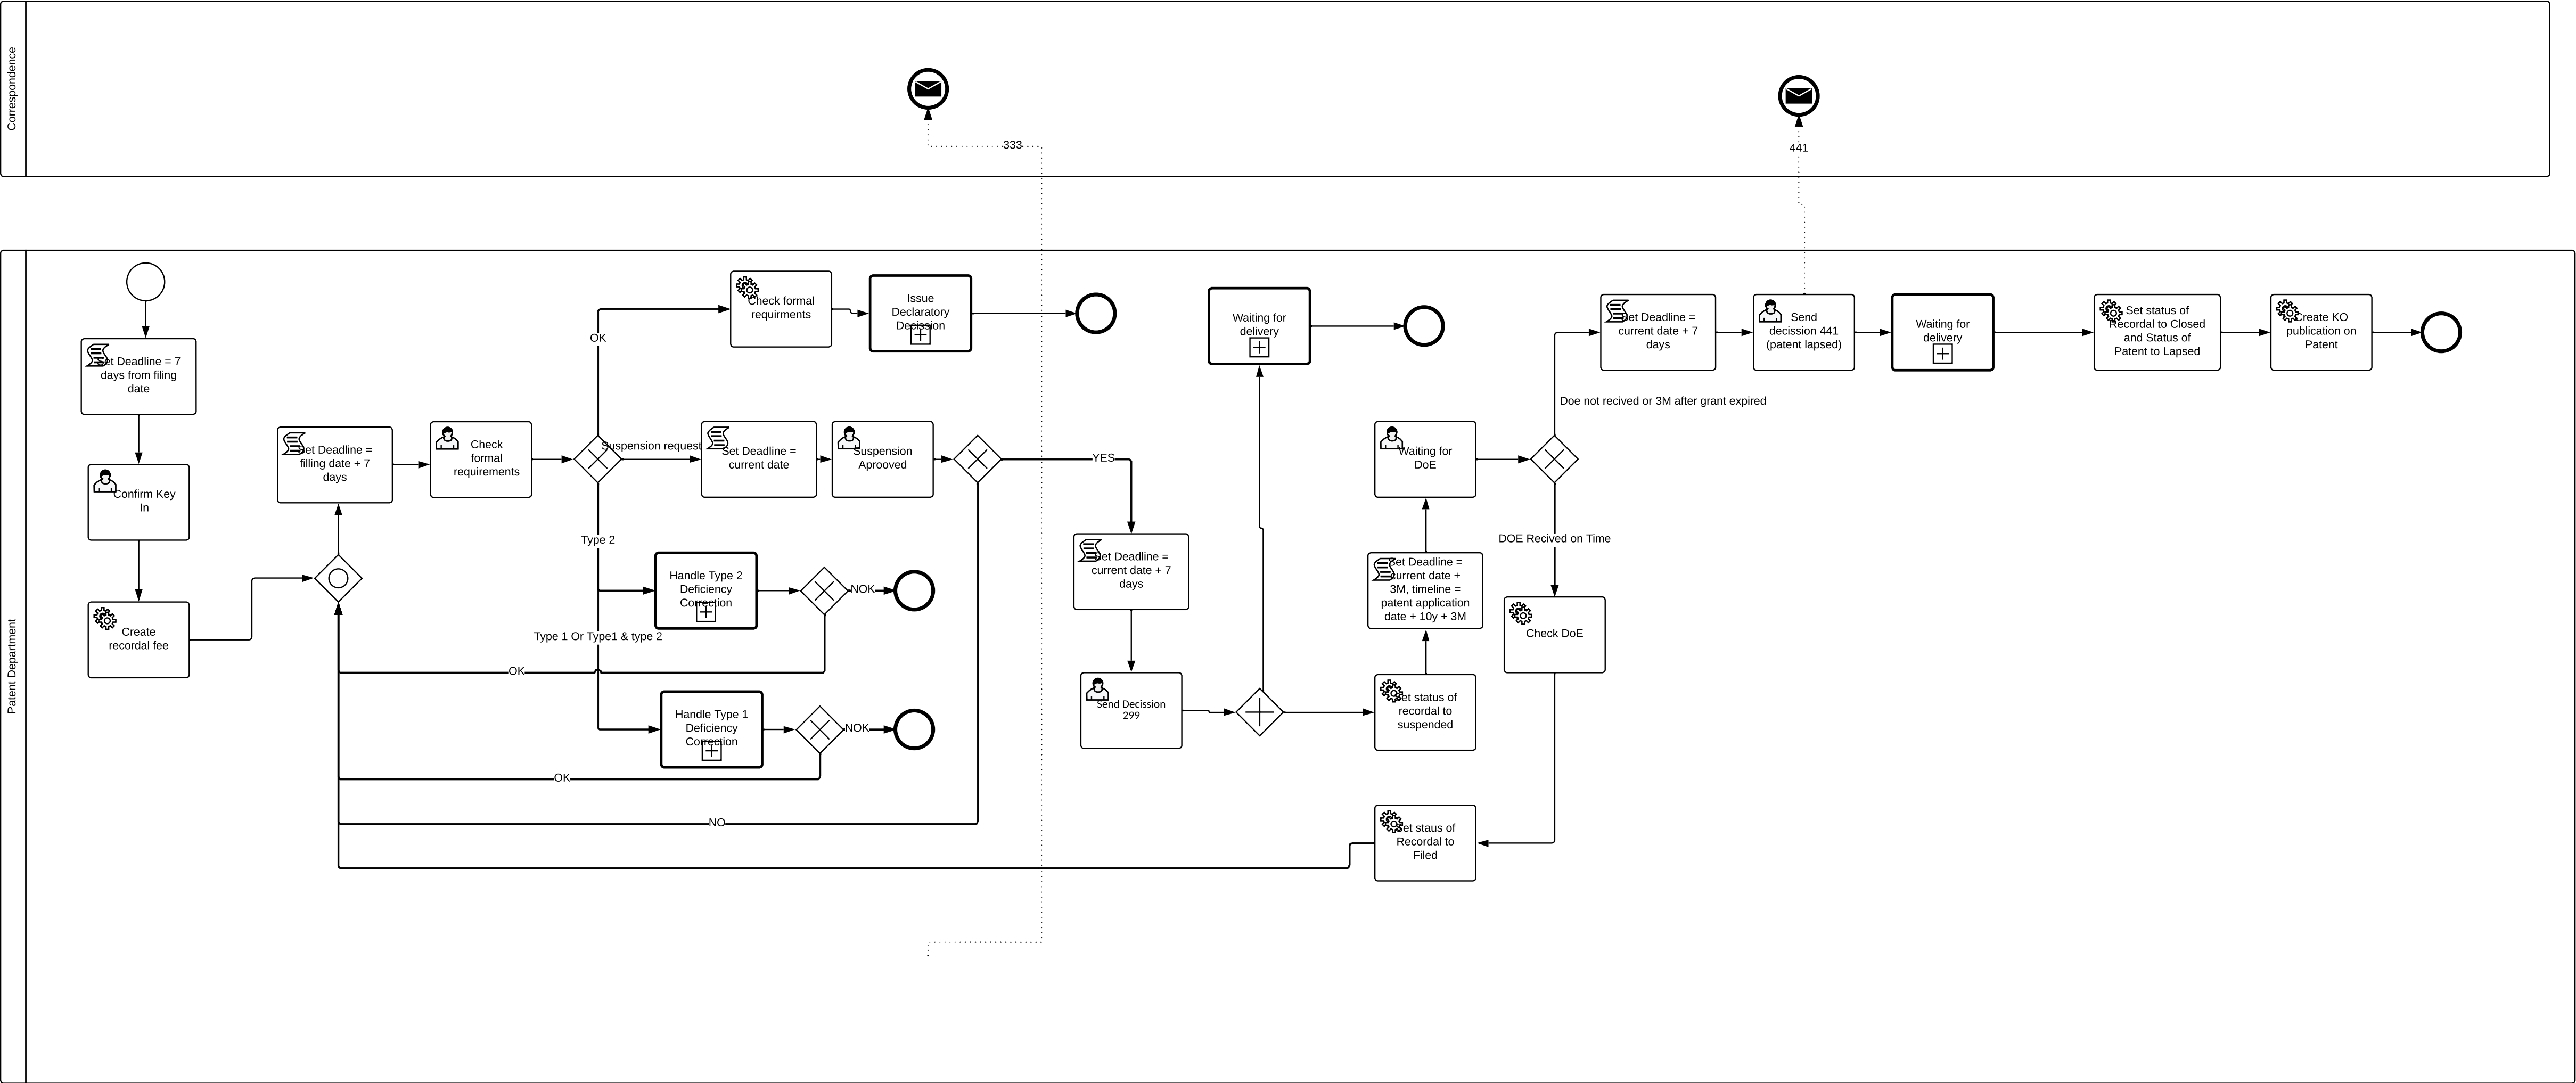 Correspondence
333
441
Patent Department
Set Deadline = 7
days from filing
date
Confirm Key
In
Create
recordal fee
Set Deadline =
filling date + 7
days
Check
formal
requirements
OK
Suspension request
Type 2
Type 1 Or Type1 & type 2
Check formal
requirments
Issue
Declaratory
Decission
Set Deadline =
current date
Suspension
Aprooved
YES
NO
Handle Type 2
Deficiency
Correction
NOK
OK
Handle Type 1
Deficiency
Correction
NOK
OK
Set Deadline =
current date + 7
days
Send Decission
299
Waiting for
delivery
Set status of
recordal to
suspended
Set Deadline =
current date +
3M, timeline =
patent application
date + 10y + 3M
Waiting for
DoE
Doe not recived or 3M after grant expired
DOE Recived on Time
Check DoE
Set staus of
Recordal to
Filed
Set Deadline =
current date + 7
days
Send
decission 441
(patent lapsed)
Waiting for
delivery
Set status of
Recordal to Closed
and Status of
Patent to Lapsed
Create KO
publication on
Patent